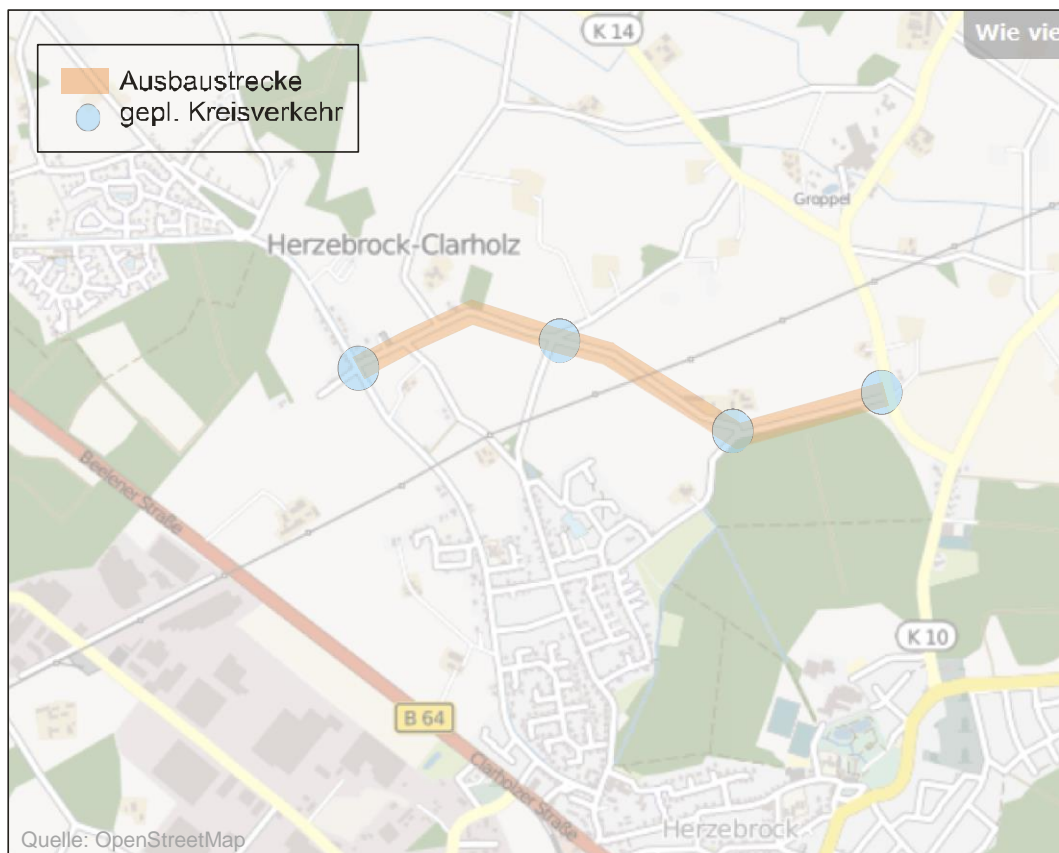 K 14
Wie vie
Ausbaustrecke
gepl. Kreisverkehr
Groppel
Herzebrock-Clarholz
Beelener Straße
K 10
B 64
Clarholzer Straße
Herzebrock
Quelle: OpenStreetMap